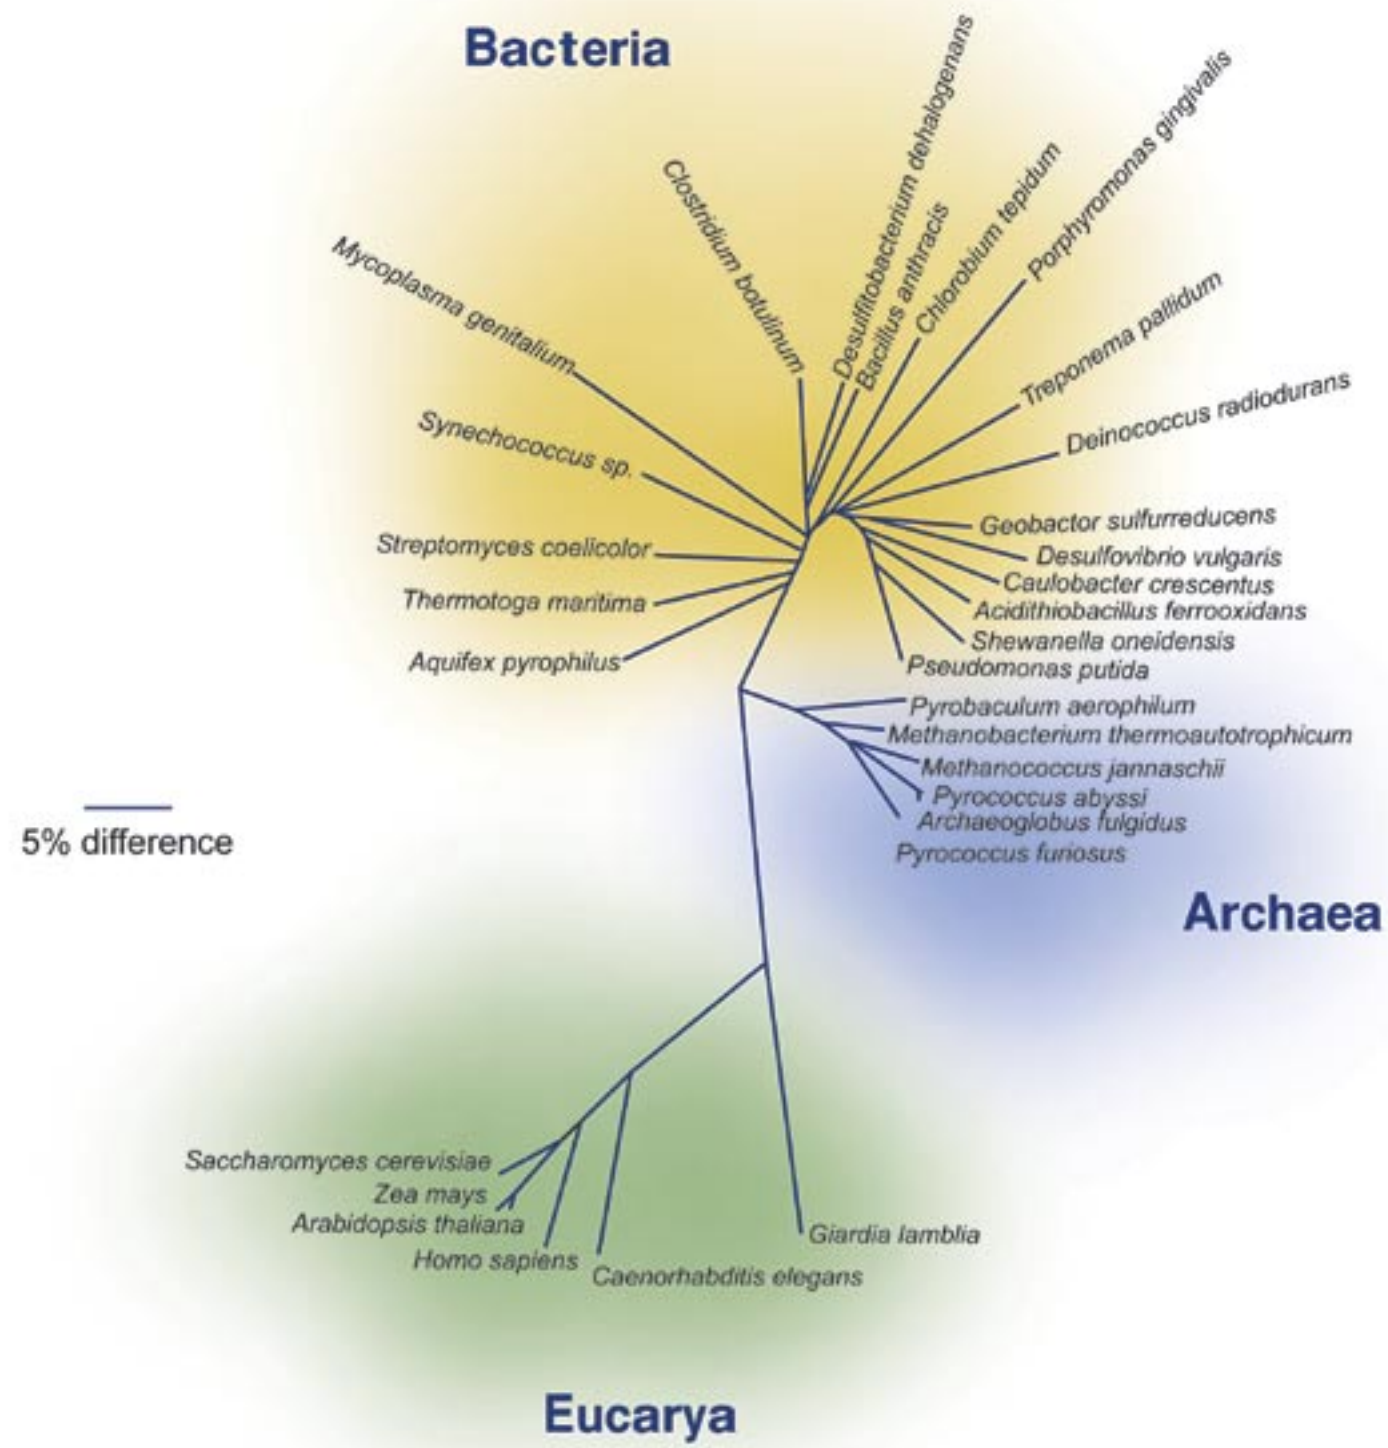 Bacteria
Desulfitobacterium dehalogenans
Porphyromonas gingivalis
Clostridium botulinum
Chlorobium tepidum
Bacillus anthracis
Mycoplasma genitalium
Treponema pallidum
Deinococcus radiodurans
Synechococcus sp.
Geobactor sulfurreducens
Streptomyces coelicolor
Desulfovibrio vulgaris
Caulobacter crescentus
Thermotoga maritima
Acidithiobacillus ferrooxidans
Shewanella oneidensis
Aquifex pyrophilus
Pseudomonas putida
Pyrobaculum aerophilum
Methanobacterium thermoautotrophicum
Methanococcus jannaschii
Pyrococcus abyssi
Archaeoglobus fulgidus
5% difference
Pyrococcus furiosus
Archaea
Saccharomyces cerevisiae
Zea mays
Arabidopsis thaliana
Giardia lamblia
Homo sapiens
Caenorhabditis elegans
Eucarya